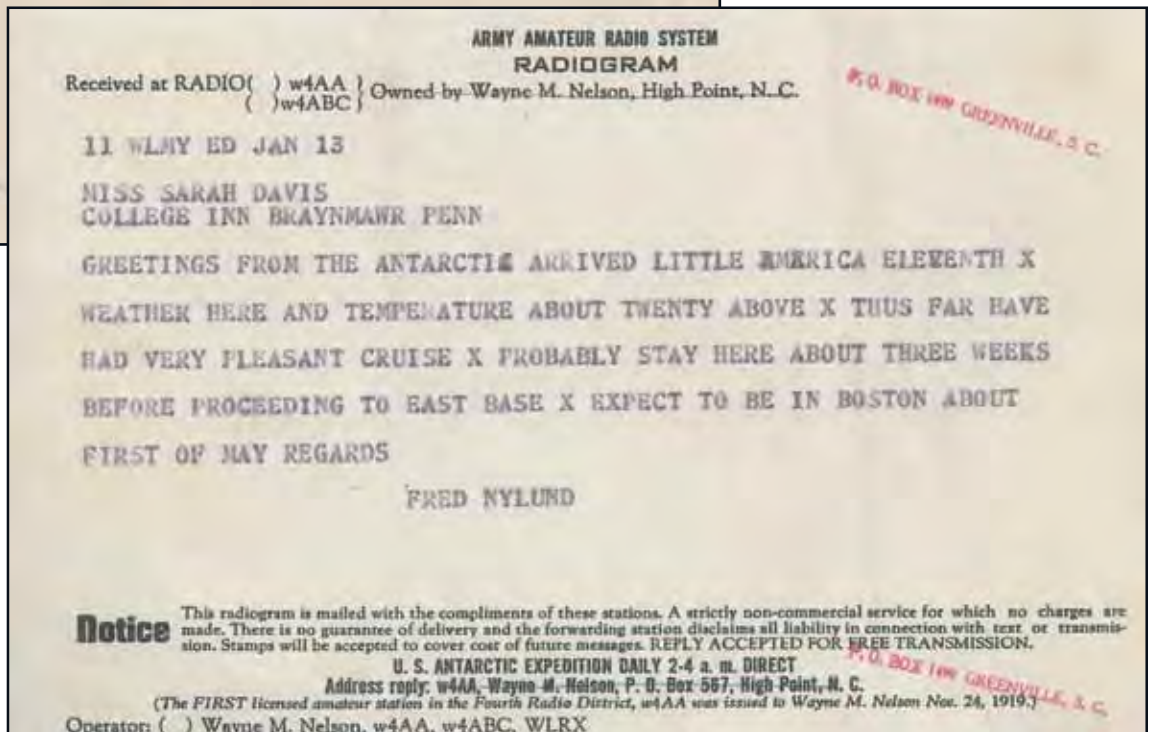 ARMY AMATEUR RADIO SYSTEM
RADIOGRAM
Received at RADIO( ) w4AA } Owned by Wayne M. Nelson, High Point, N. C.
( )w4ABC }
P. O. BOX GREENVILLE, S. C.
11 WLMY ED JAN 13
MISS SARAH DAVIS
COLLEGE INN BRAYNMAWR PENN
GREETINGS FROM THE ANTARCTIC ARRIVED LITTLE AMERICA ELEVENTH X
WEATHER HERE AND TEMPERATURE ABOUT TWENTY ABOVE X THUS FAR HAVE
HAD VERY PLEASANT CRUISE X PROBABLY STAY HERE ABOUT THREE WEEKS
BEFORE PROCEEDING TO EAST BASE X EXPECT TO BE IN BOSTON ABOUT
FIRST OF MAY REGARDS
FRED NYLUND
Notice This radiogram is mailed with the compliments of these stations. A strictly non-commercial service for which no charges are
made. There is no guarantee of delivery and the forwarding station disclaims all liability in connection with text or transmis-
sion. Stamps will be accepted to cover cost of future messages. REPLY ACCEPTED FOR FREE TRANSMISSION.
U. S. ANTARCTIC EXPEDITION DAILY 2-4 a. m. DIRECT
P. O. BOX GREENVILLE, S. C.
Address reply: w4AA, Wayne M. Nelson, P. O. Box 567, High Point, N. C.
(The FIRST licensed amateur station in the Fourth Radio District, w4AA was issued to Wayne M. Nelson Nov. 24, 1919.)
Operator: ( ) Wayne M. Nelson, w4AA, w4ABC, WLRX